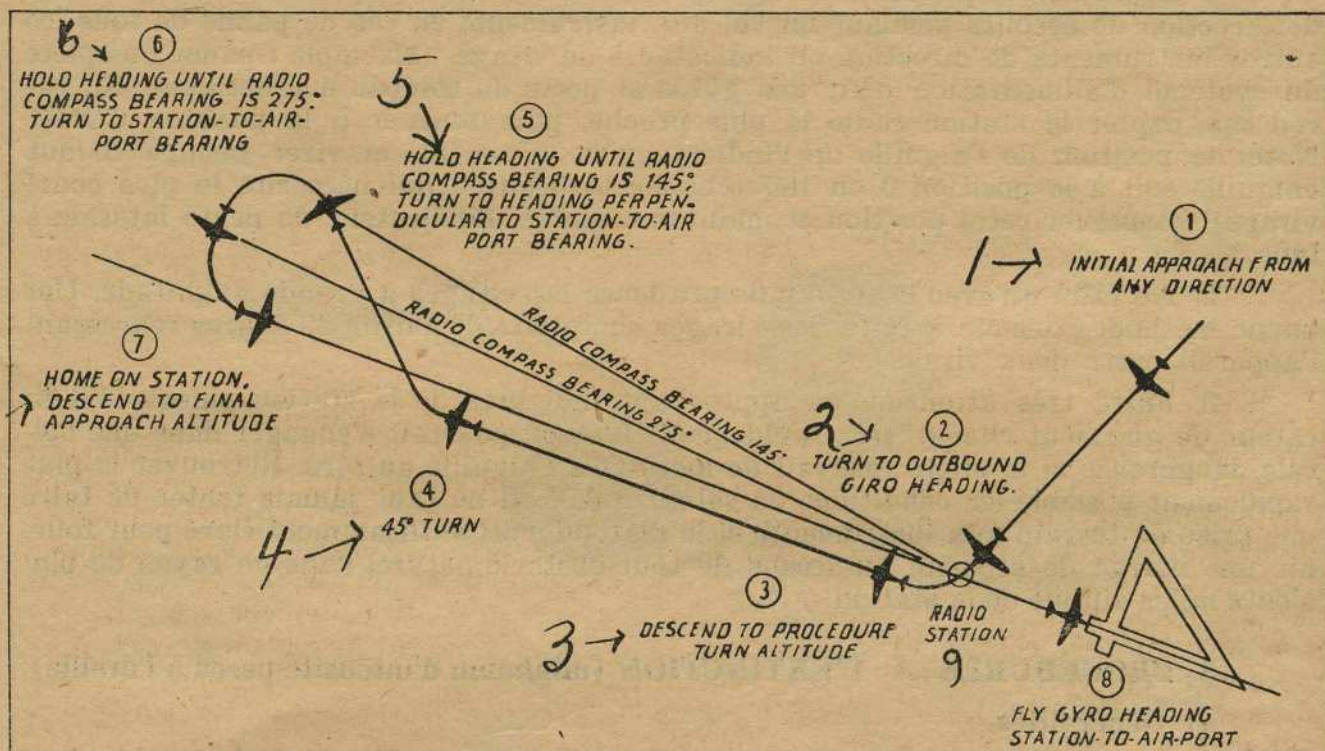 1 →
①
INITIAL APPROACH FROM
ANY DIRECTION
2
②
TURN TO OUTBOUND
GIRO HEADING.
3 →
③
DESCEND TO PROCEDURE
TURN ALTITUDE
4
④
45° TURN
5
⑤
HOLD HEADING UNTIL RADIO
COMPASS BEARING IS 145°,
TURN TO HEADING PERPEN-
DICULAR TO STATION-TO-AIR
PORT BEARING.
6
⑥
HOLD HEADING UNTIL RADIO
COMPASS BEARING IS 275°.
TURN TO STATION-TO-AIR-
PORT BEARING
⑦
HOME ON STATION,
DESCEND TO FINAL
APPROACH ALTITUDE
RADIO COMPASS BEARING 145°
RADIO COMPASS BEARING 275°
RADIO
STATION
9
⑧
FLY GYRO HEADING
STATION-TO-AIR-PORT